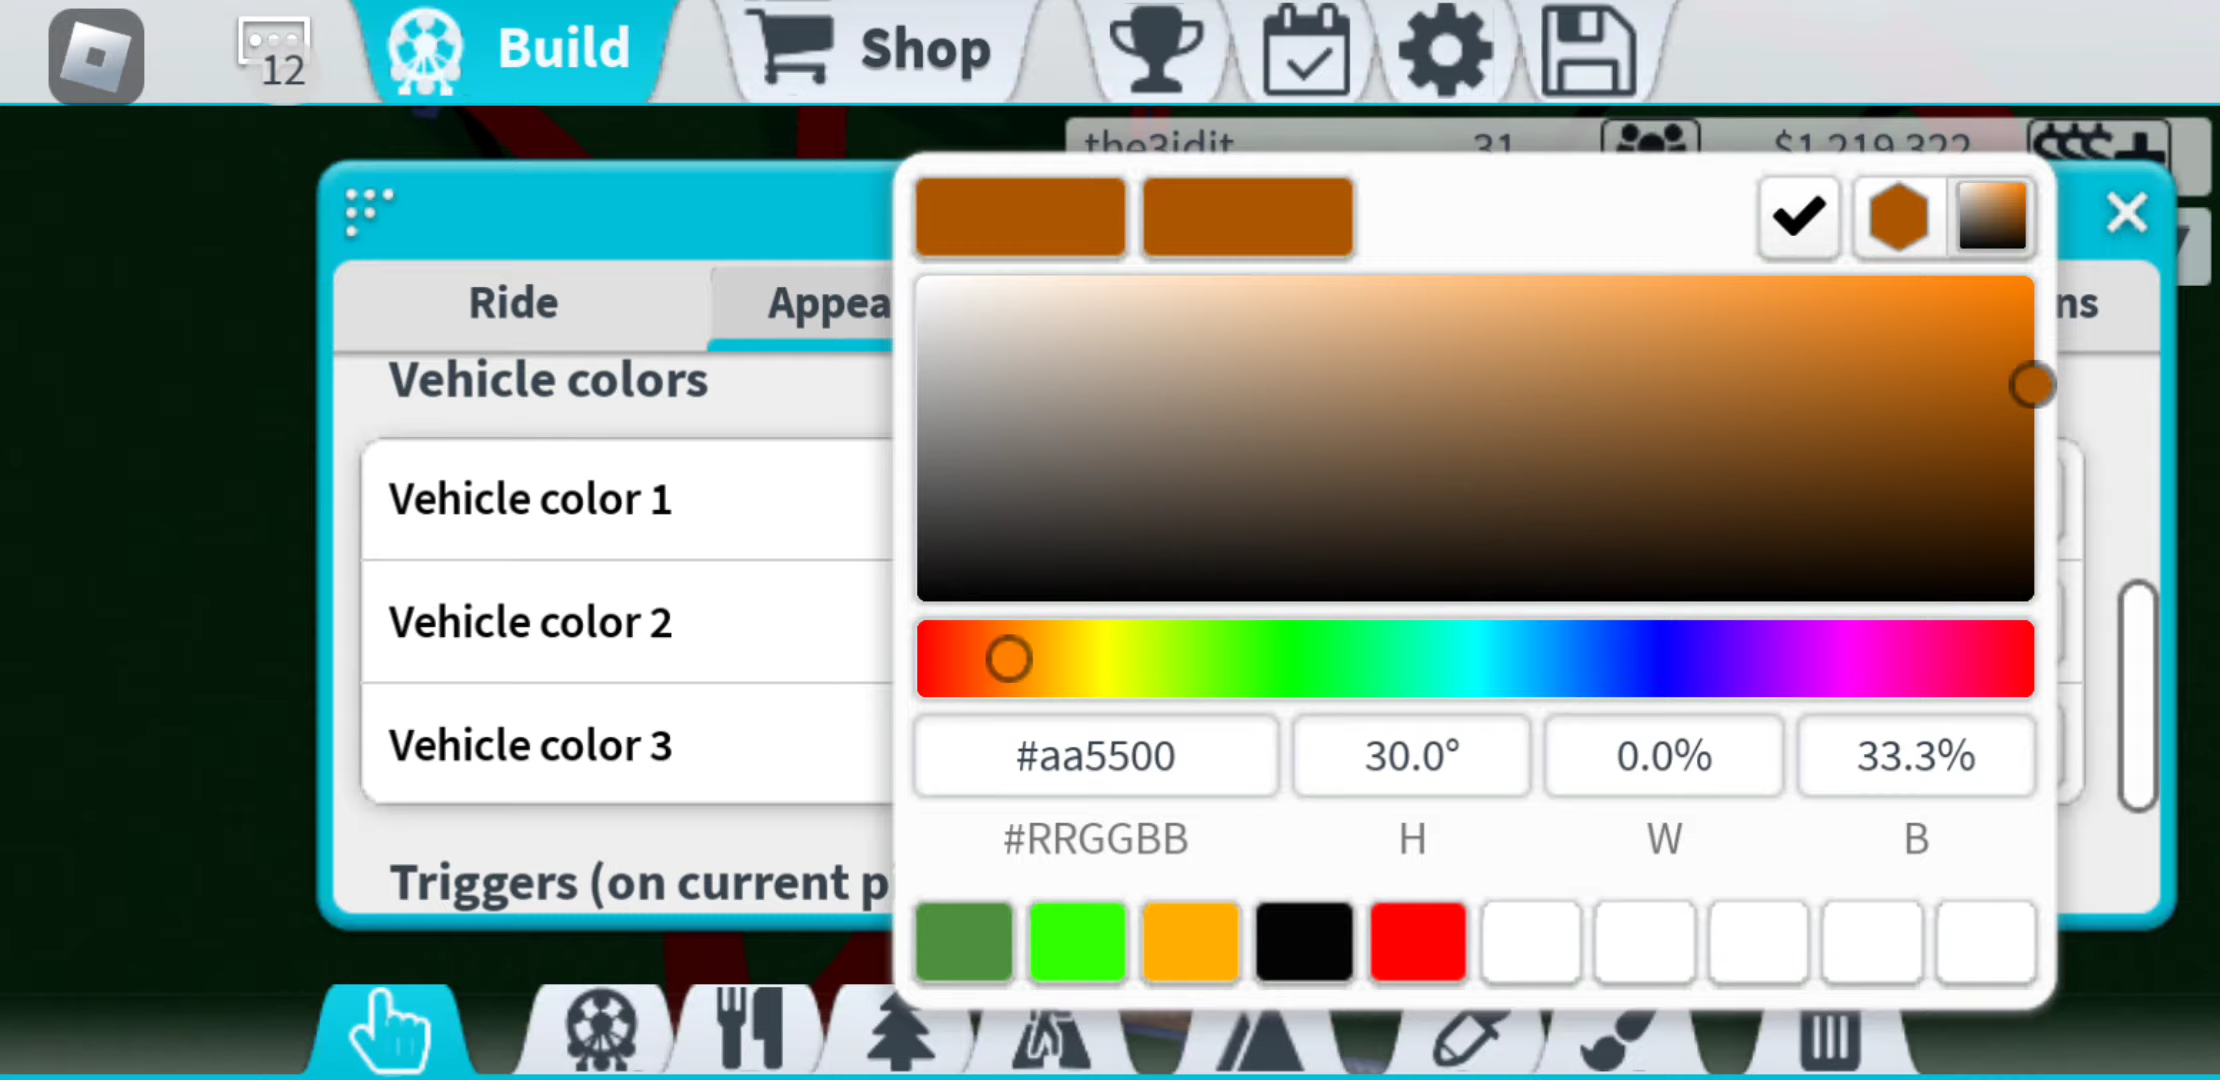 12
Build
Shop
the3idit 31 $1,219,322
Ride
Appea
ns
Vehicle colors
Vehicle color 1
Vehicle color 2
Vehicle color 3
Triggers (on current p
#aa5500 30.0° 0.0% 33.3%
#RRGGBB H W B